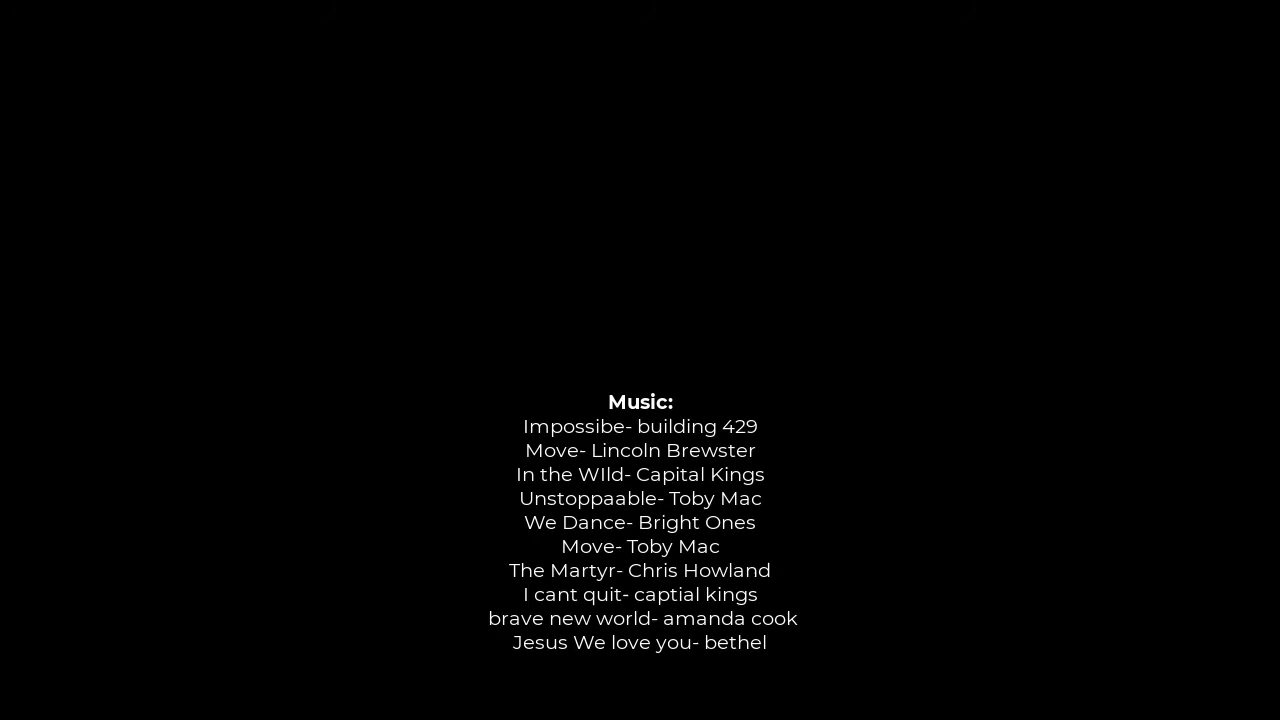 Music:
Impossibe- building 429
Move- Lincoln Brewster
In the WIld- Capital Kings
Unstoppaable- Toby Mac
We Dance- Bright Ones
Move- Toby Mac
The Martyr- Chris Howland
I cant quit- captial kings
brave new world- amanda cook
Jesus We love you- bethel